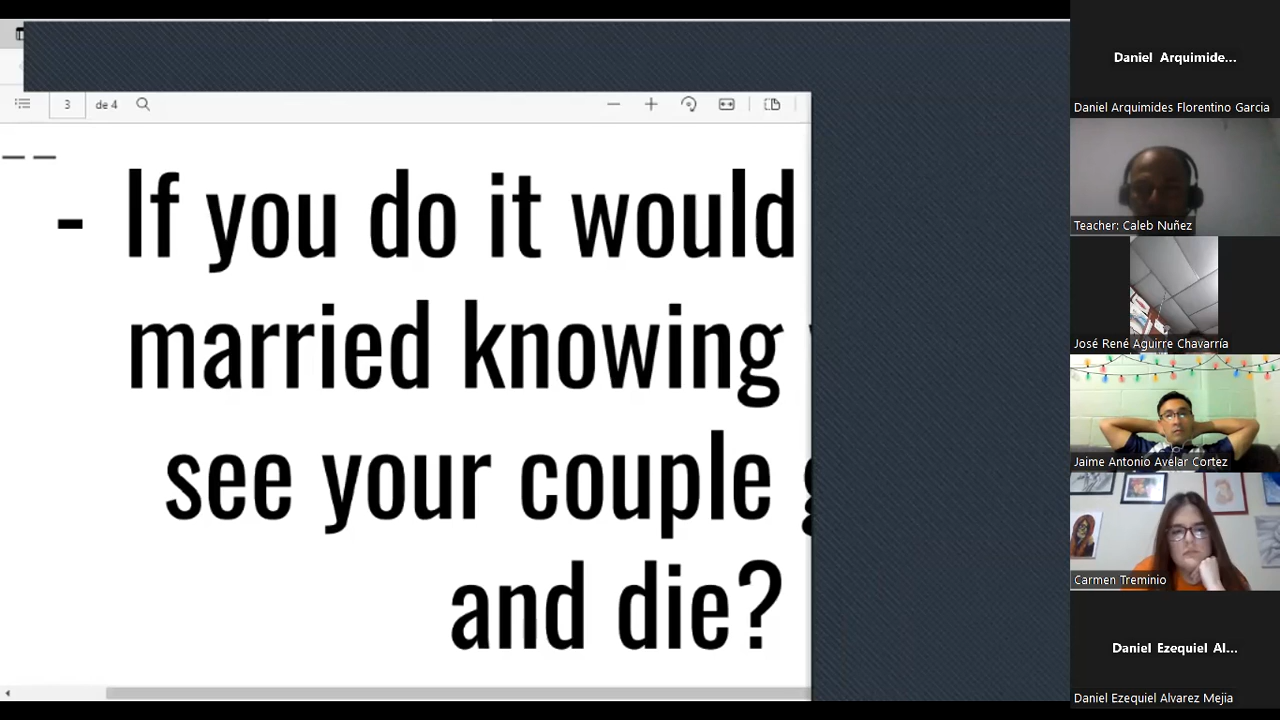 3 de 4
- If you do it would
married knowing
see your couple
and die?
Daniel Arquimide...
Daniel Arquimides Florentino Garcia
Teacher: Caleb Nuñez
José René Aguirre Chavarría
Jaime Antonio Avelar Cortez
Carmen Treminio
Daniel Ezequiel Al...
Daniel Ezequiel Alvarez Mejia